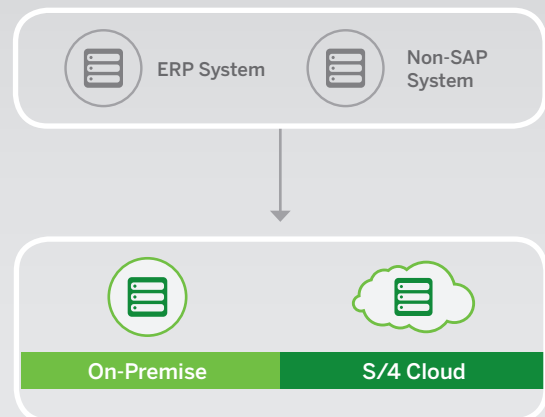 ERP System
Non-SAP
System
On-Premise
S/4 Cloud